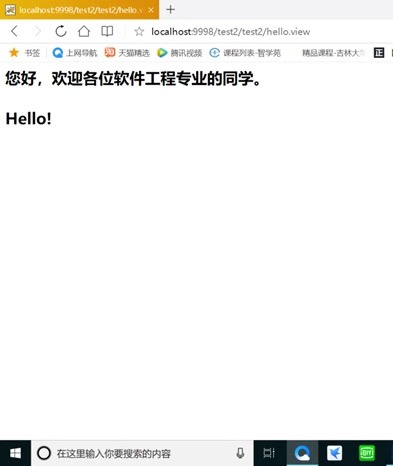 localhost:9998/test2/test2/hello.v
localhost:9998/test2/test2/hello.view
书签 上网导航 天猫精选 腾讯视频 课程列表-智学苑 精品课程-吉林大 正
您好，欢迎各位软件工程专业的同学。
Hello!
在这里输入你要搜索的内容